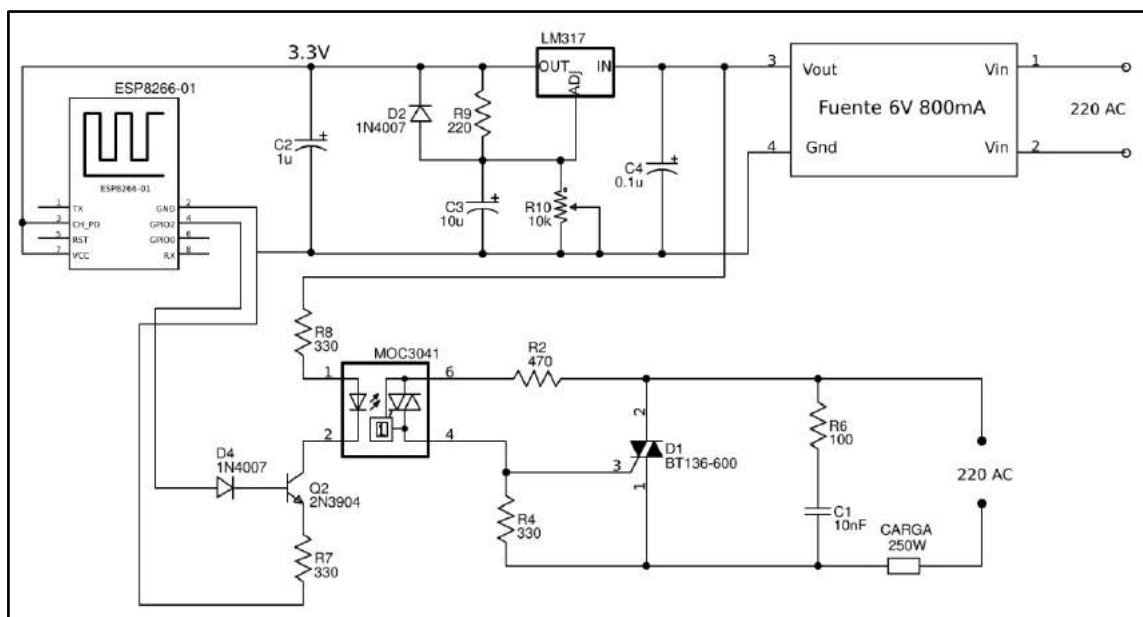 3.3V
ESP8266-01
ESP8266-01
1 TX
3 CH_PD
5 RST
7 VCC
GND 2
GPIO2 4
GPIO0 6
RX 8
C2
1u
D2
1N4007
R9
220
C3
10u
R10
10k
LM317
OUT
IN
ADJ
C4
0.1u
3
Vout
Vin
1
Fuente 6V 800mA
4
Gnd
Vin
2
220 AC
R8
330
MOC3041
1
6
2
4
R2
470
2
D1
BT136-600
3
1
R4
330
R6
100
C1
10nF
CARGA
250W
220 AC
D4
1N4007
Q2
2N3904
R7
330